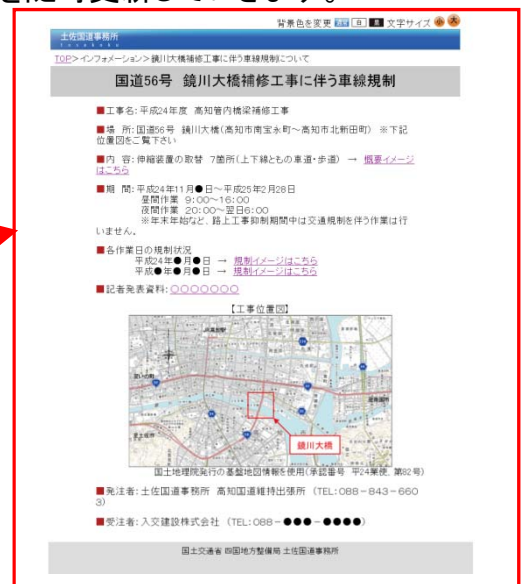 を随時更新していきます。
背景色を変更 青 白 黒 文字サイズ 小 大
土佐国道事務所
Tosakoku
TOP>インフォメーション>鏡川大橋補修工事に伴う車線規制について
国道56号 鏡川大橋補修工事に伴う車線規制
■工事名:平成24年度 高知管内橋梁補修工事
■場 所:国道56号 鏡川大橋(高知市南宝永町～高知市北新田町) ※下記
位置図をご覧下さい
■内 容:伸縮装置の取替 7箇所(上下線ともの車道・歩道) → 概要イメージ
はこちら
■期 間:平成24年11月●日～平成25年2月28日
昼間作業 9:00～16:00
夜間作業 20:00～翌日6:00
※年末年始など、路上工事抑制期間中は交通規制を伴う作業は行
いません。
■各作業日の規制状況
平成24年●月●日 → 規制イメージはこちら
平成●年●月●日 → 規制イメージはこちら
■記者発表資料:○○○○○○○
【工事位置図】
鏡川大橋
国土地理院発行の基盤地図情報を使用(承認番号 平24業使、第82号)
■発注者:土佐国道事務所 高知国道維持出張所 (TEL:088-843-660
3)
■受注者:入交建設株式会社 (TEL:088-●●●-●●●●)
国土交通省 四国地方整備局 土佐国道事務所